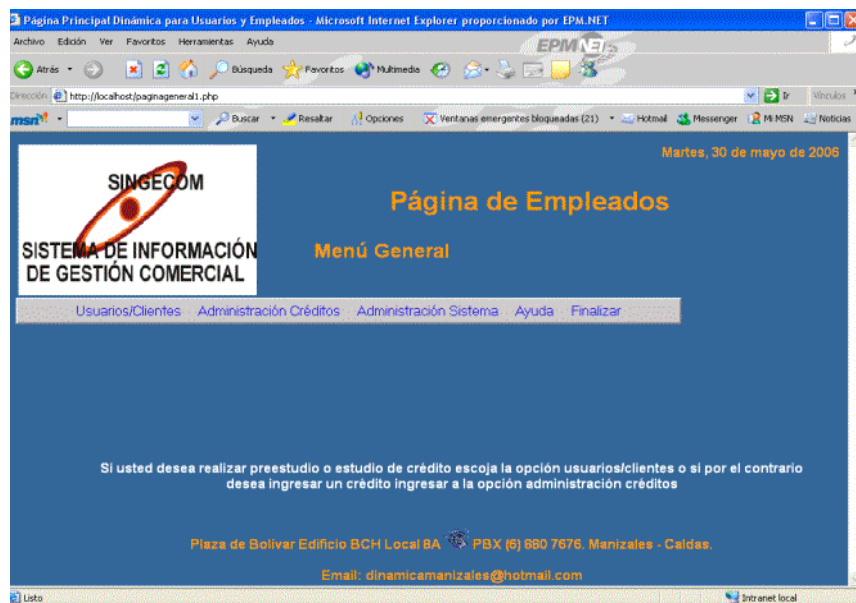 Página Principal Dinámica para Usuarios y Empleados - Microsoft Internet Explorer proporcionado por EPM.NET
Archivo Edición Ver Favoritos Herramientas Ayuda
EPMNET
Atrás Búsqueda Favoritos Multimedia
Dirección http://localhost/paginageneral1.php Ir Vínculos
msn Buscar Resaltar Opciones Ventanas emergentes bloqueadas (21) Hotmail Messenger Mi MSN Noticias
Martes, 30 de mayo de 2006
SINGECOM
SISTEMA DE INFORMACIÓN
DE GESTIÓN COMERCIAL
Página de Empleados
Menú General
Usuarios/Clientes Administración Créditos Administración Sistema Ayuda Finalizar
Si usted desea realizar preestudio o estudio de crédito escoja la opción usuarios/clientes o si por el contrario
desea ingresar un crédito ingresar a la opción administración créditos
Plaza de Bolivar Edificio BCH Local 8A PBX (6) 880 7676. Manizales - Caldas.
Email: dinamicamanizales@hotmail.com
Listo Intranet local